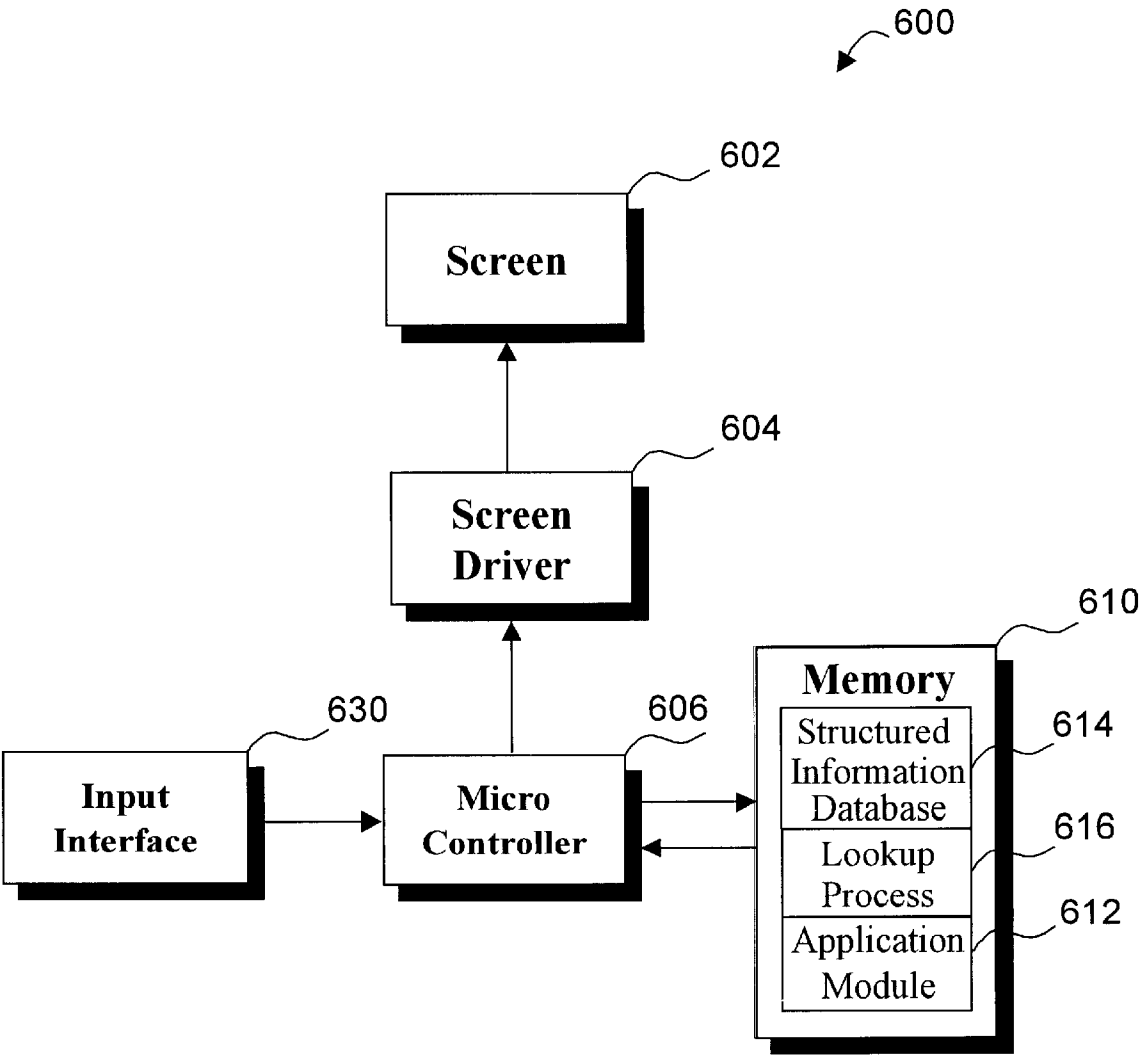 600
602
Screen
604
Screen
Driver
610
Memory
630
606
Structured
Information
Database
614
Input
Interface
Micro
Controller
Lookup
Process
616
Application
Module
612